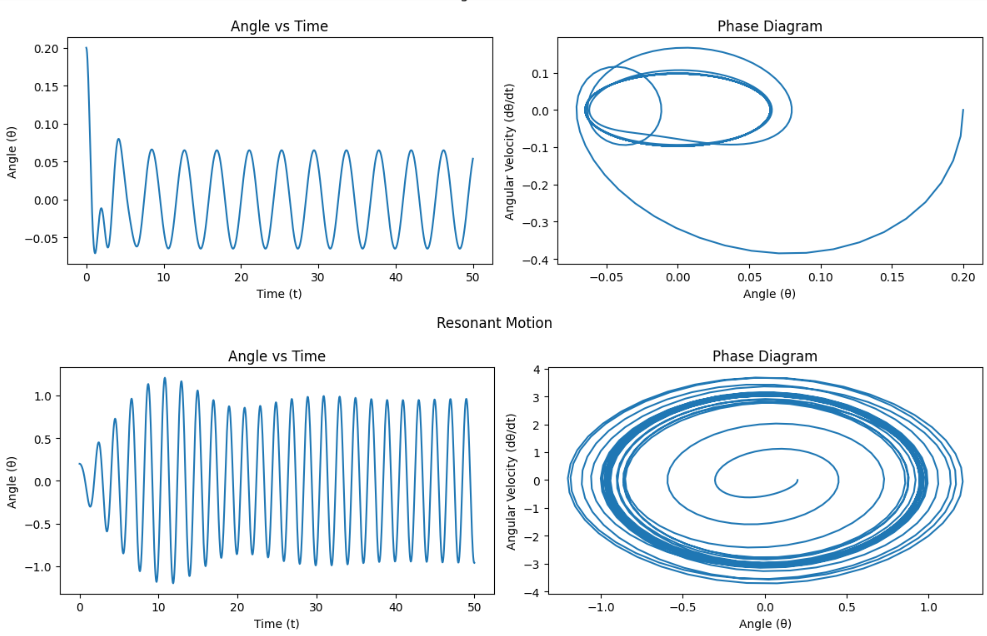 Angle vs Time
Phase Diagram
0.20
0.15
0.10
0.05
0.00
−0.05
Angle (θ)
0 10 20 30 40 50
Time (t)
0.1
0.0
−0.1
−0.2
−0.3
−0.4
Angular Velocity (dθ/dt)
−0.05 0.00 0.05 0.10 0.15 0.20
Angle (θ)
Resonant Motion
Angle vs Time
Phase Diagram
1.0
0.5
0.0
−0.5
−1.0
Angle (θ)
0 10 20 30 40 50
Time (t)
4
3
2
1
0
−1
−2
−3
−4
Angular Velocity (dθ/dt)
−1.0 −0.5 0.0 0.5 1.0
Angle (θ)